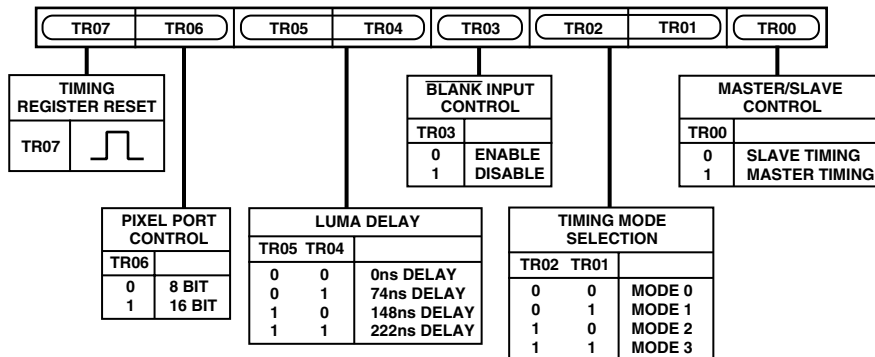 TR07 TR06 TR05 TR04 TR03 TR02 TR01 TR00
TIMING
REGISTER RESET
TR07
BLANK INPUT
CONTROL
TR03
0 ENABLE
1 DISABLE
MASTER/SLAVE
CONTROL
TR00
0 SLAVE TIMING
1 MASTER TIMING
PIXEL PORT
CONTROL
TR06
0 8 BIT
1 16 BIT
LUMA DELAY
TR05 TR04
0 0 0ns DELAY
0 1 74ns DELAY
1 0 148ns DELAY
1 1 222ns DELAY
TIMING MODE
SELECTION
TR02 TR01
0 0 MODE 0
0 1 MODE 1
1 0 MODE 2
1 1 MODE 3